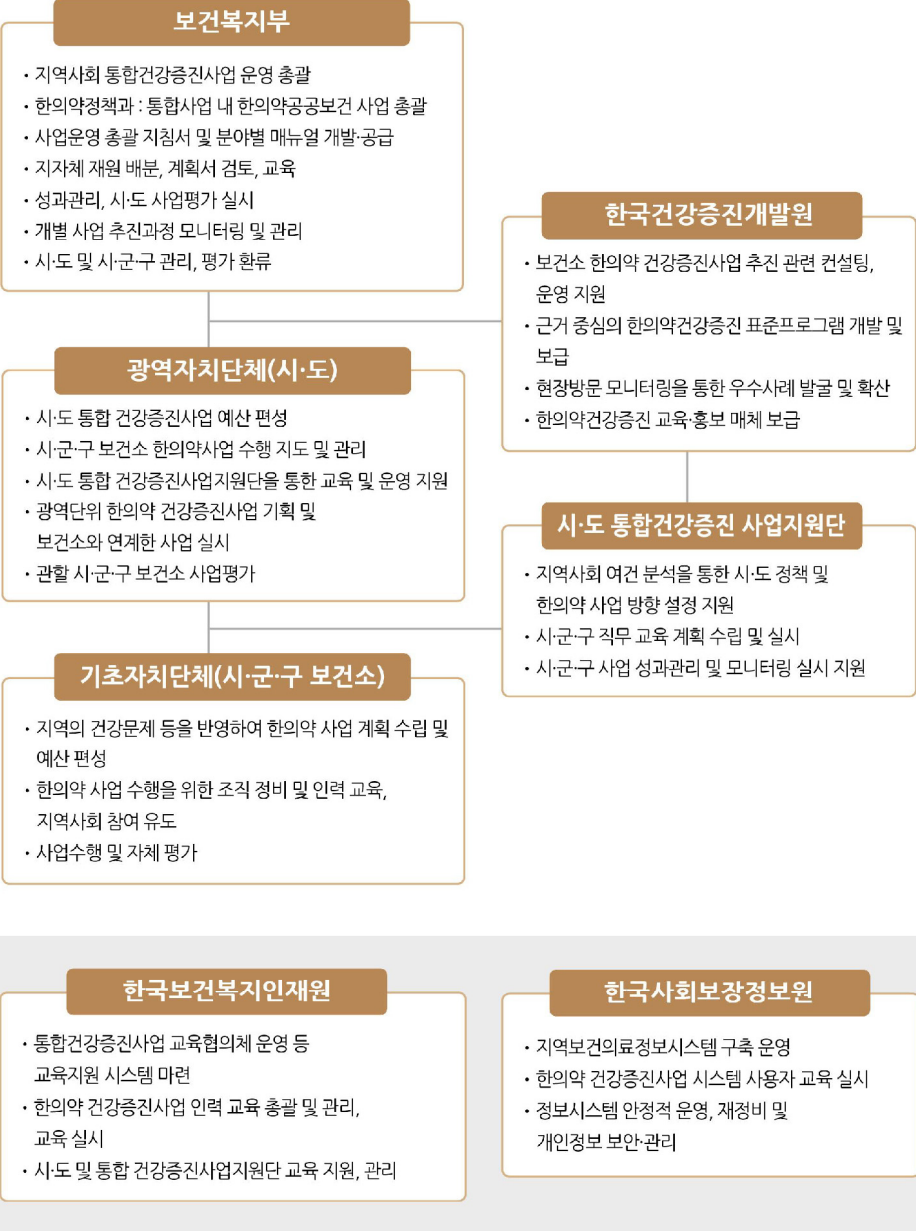 보건복지부
• 지역사회 통합건강증진사업 운영 총괄
• 한의약정책과 : 통합사업 내 한의약공공보건 사업 총괄
• 사업운영 총괄 지침서 및 분야별 매뉴얼 개발·공급
• 지자체 재원 배분, 계획서 검토, 교육
• 성과관리, 시·도 사업평가 실시
• 개별 사업 추진과정 모니터링 및 관리
• 시·도 및 시·군·구 관리, 평가 환류
한국건강증진개발원
• 보건소 한의약 건강증진사업 추진 관련 컨설팅,
운영 지원
• 근거 중심의 한의약건강증진 표준프로그램 개발 및
보급
• 현장방문 모니터링을 통한 우수사례 발굴 및 확산
• 한의약건강증진 교육·홍보 매체 보급
광역자치단체(시·도)
• 시·도 통합 건강증진사업 예산 편성
• 시·군·구 보건소 한의약사업 수행 지도 및 관리
• 시·도 통합 건강증진사업지원단을 통한 교육 및 운영 지원
• 광역단위 한의약 건강증진사업 기획 및
보건소와 연계한 사업 실시
• 관할 시·군·구 보건소 사업평가
시·도 통합건강증진 사업지원단
• 지역사회 여건 분석을 통한 시·도 정책 및
한의약 사업 방향 설정 지원
• 시·군·구 직무 교육 계획 수립 및 실시
• 시·군·구 사업 성과관리 및 모니터링 실시 지원
기초자치단체(시·군·구 보건소)
• 지역의 건강문제 등을 반영하여 한의약 사업 계획 수립 및
예산 편성
• 한의약 사업 수행을 위한 조직 정비 및 인력 교육,
지역사회 참여 유도
• 사업수행 및 자체 평가
한국보건복지인재원
• 통합건강증진사업 교육협의체 운영 등
교육지원 시스템 마련
• 한의약 건강증진사업 인력 교육 총괄 및 관리,
교육 실시
• 시·도 및 통합 건강증진사업지원단 교육 지원, 관리
한국사회보장정보원
• 지역보건의료정보시스템 구축 운영
• 한의약 건강증진사업 시스템 사용자 교육 실시
• 정보시스템 안정적 운영, 재정비 및
개인정보 보안·관리